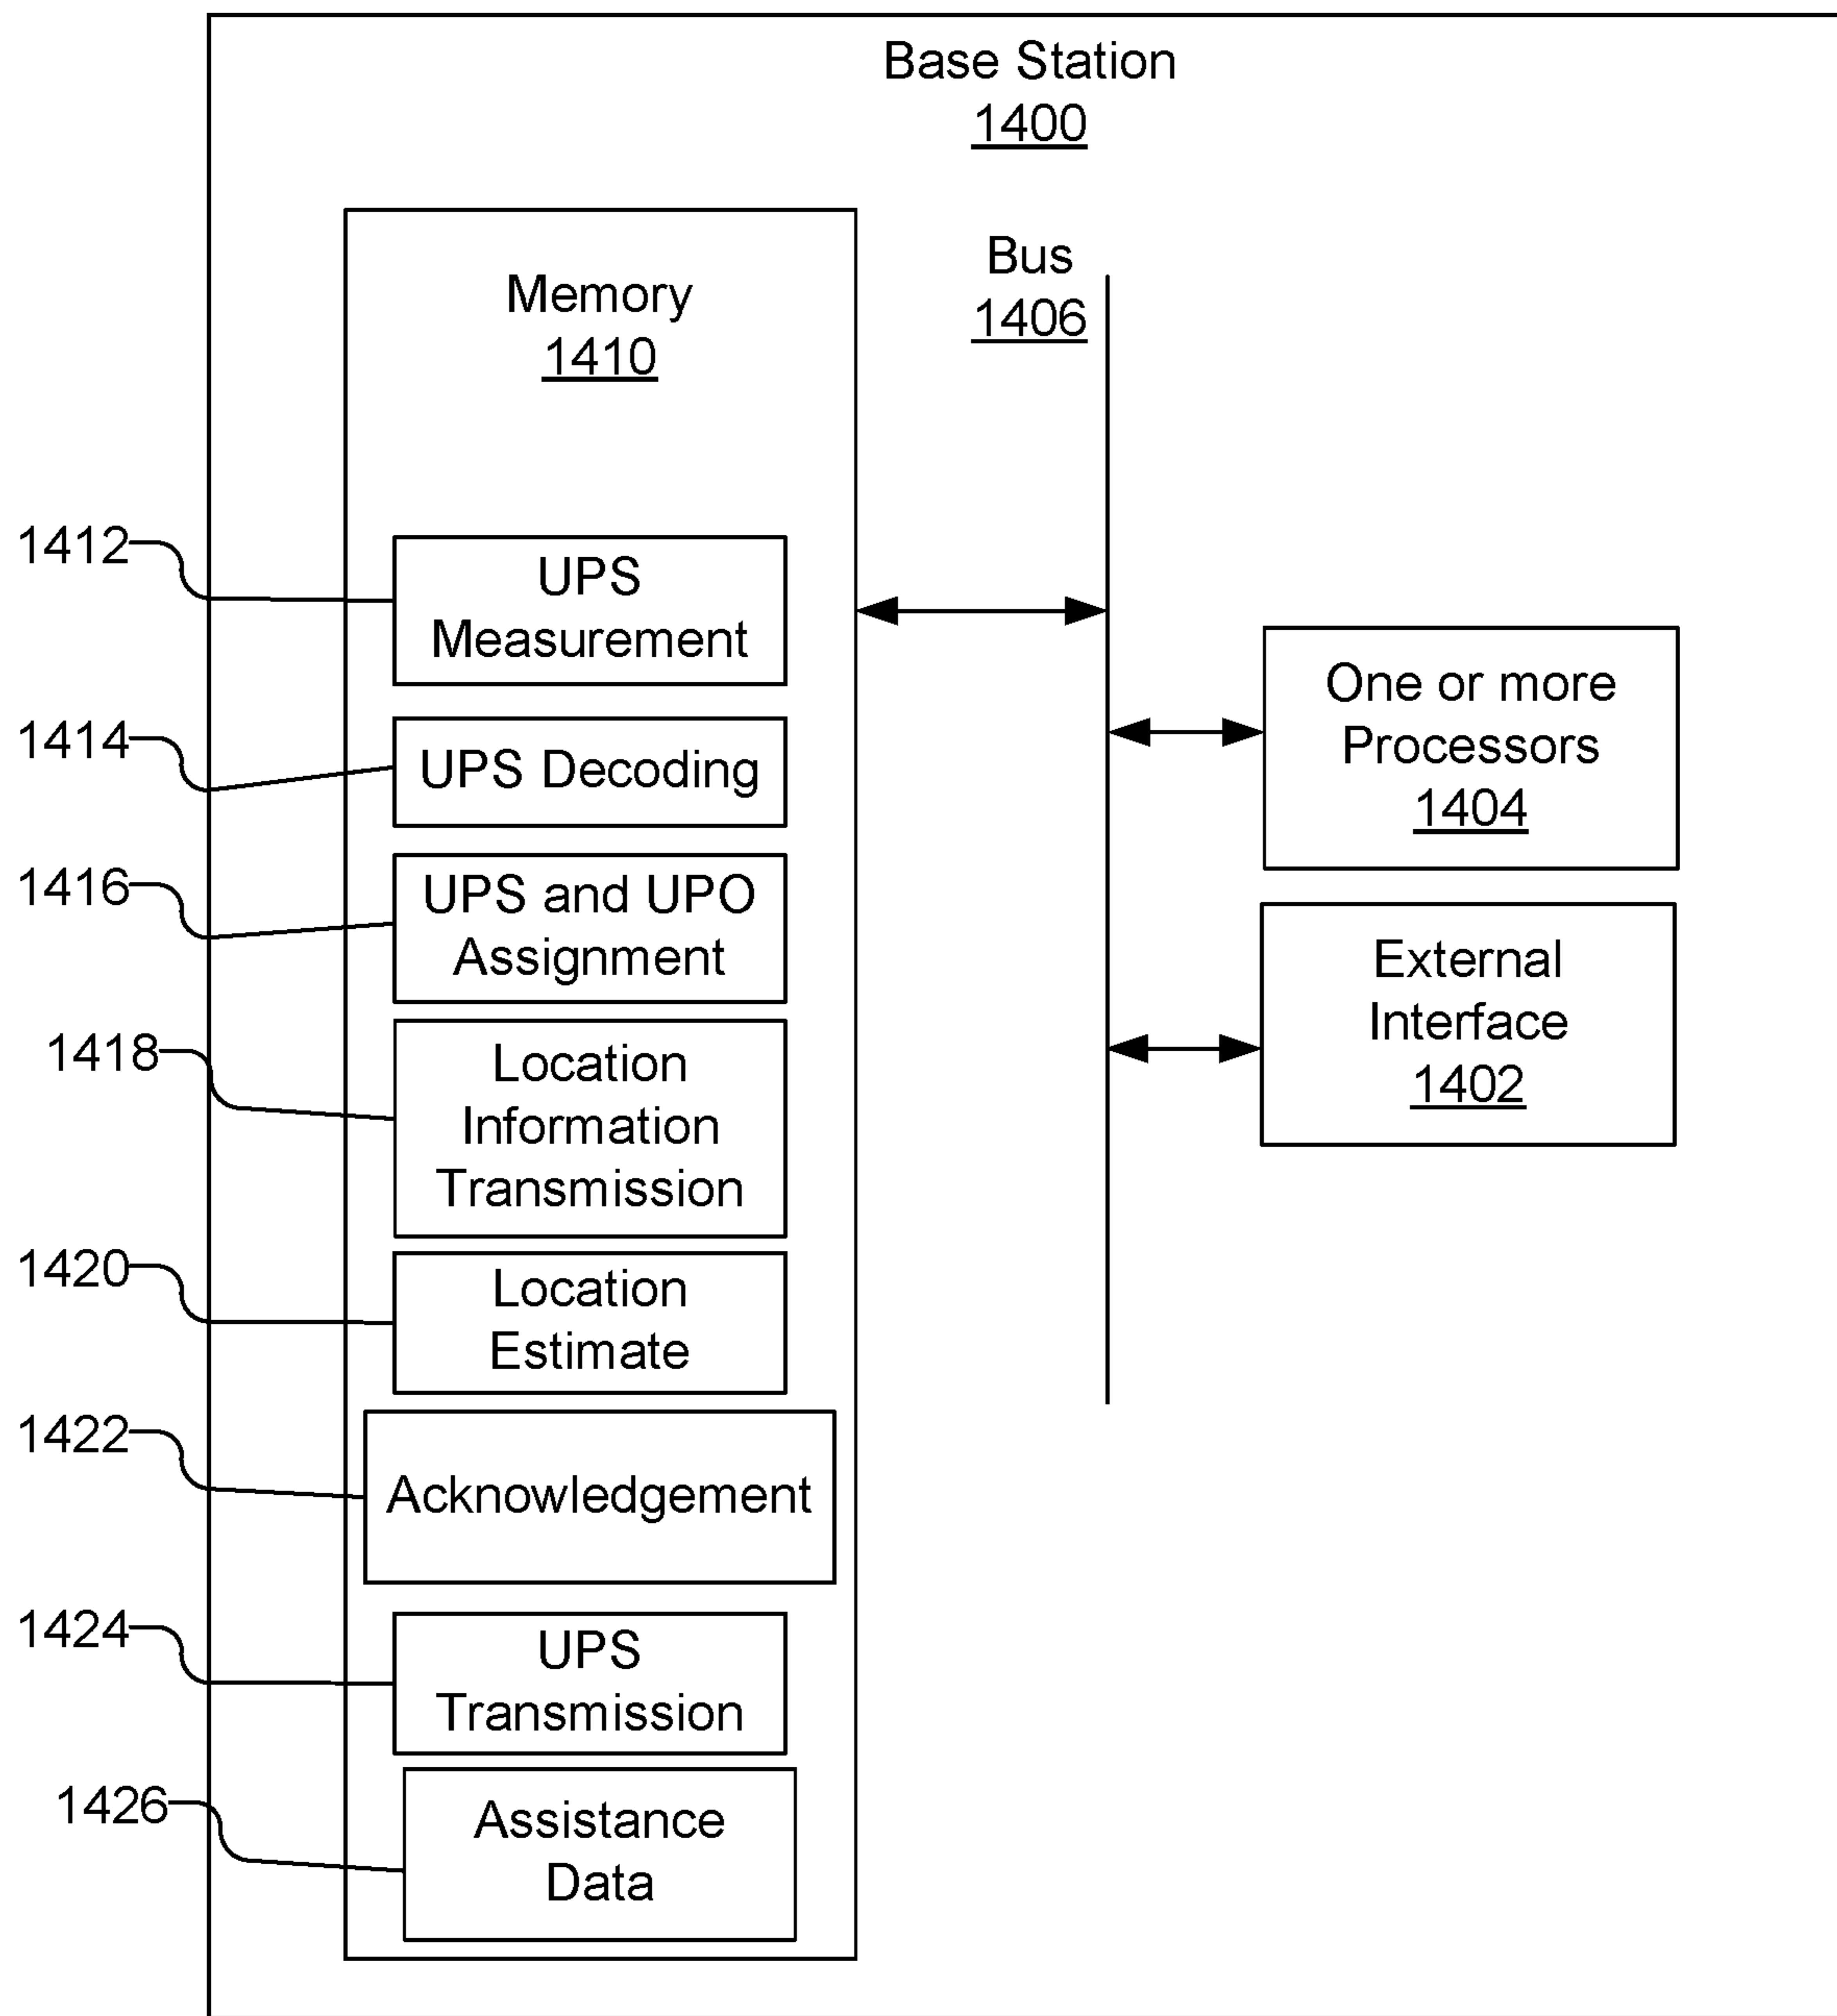 Base Station
1400
Memory
1410
Bus
1406
1412
UPS
Measurement
1414
UPS Decoding
1416
UPS and UPO
Assignment
1418
Location
Information
Transmission
1420
Location
Estimate
1422
Acknowledgement
1424
UPS
Transmission
1426
Assistance
Data
One or more
Processors
1404
External
Interface
1402